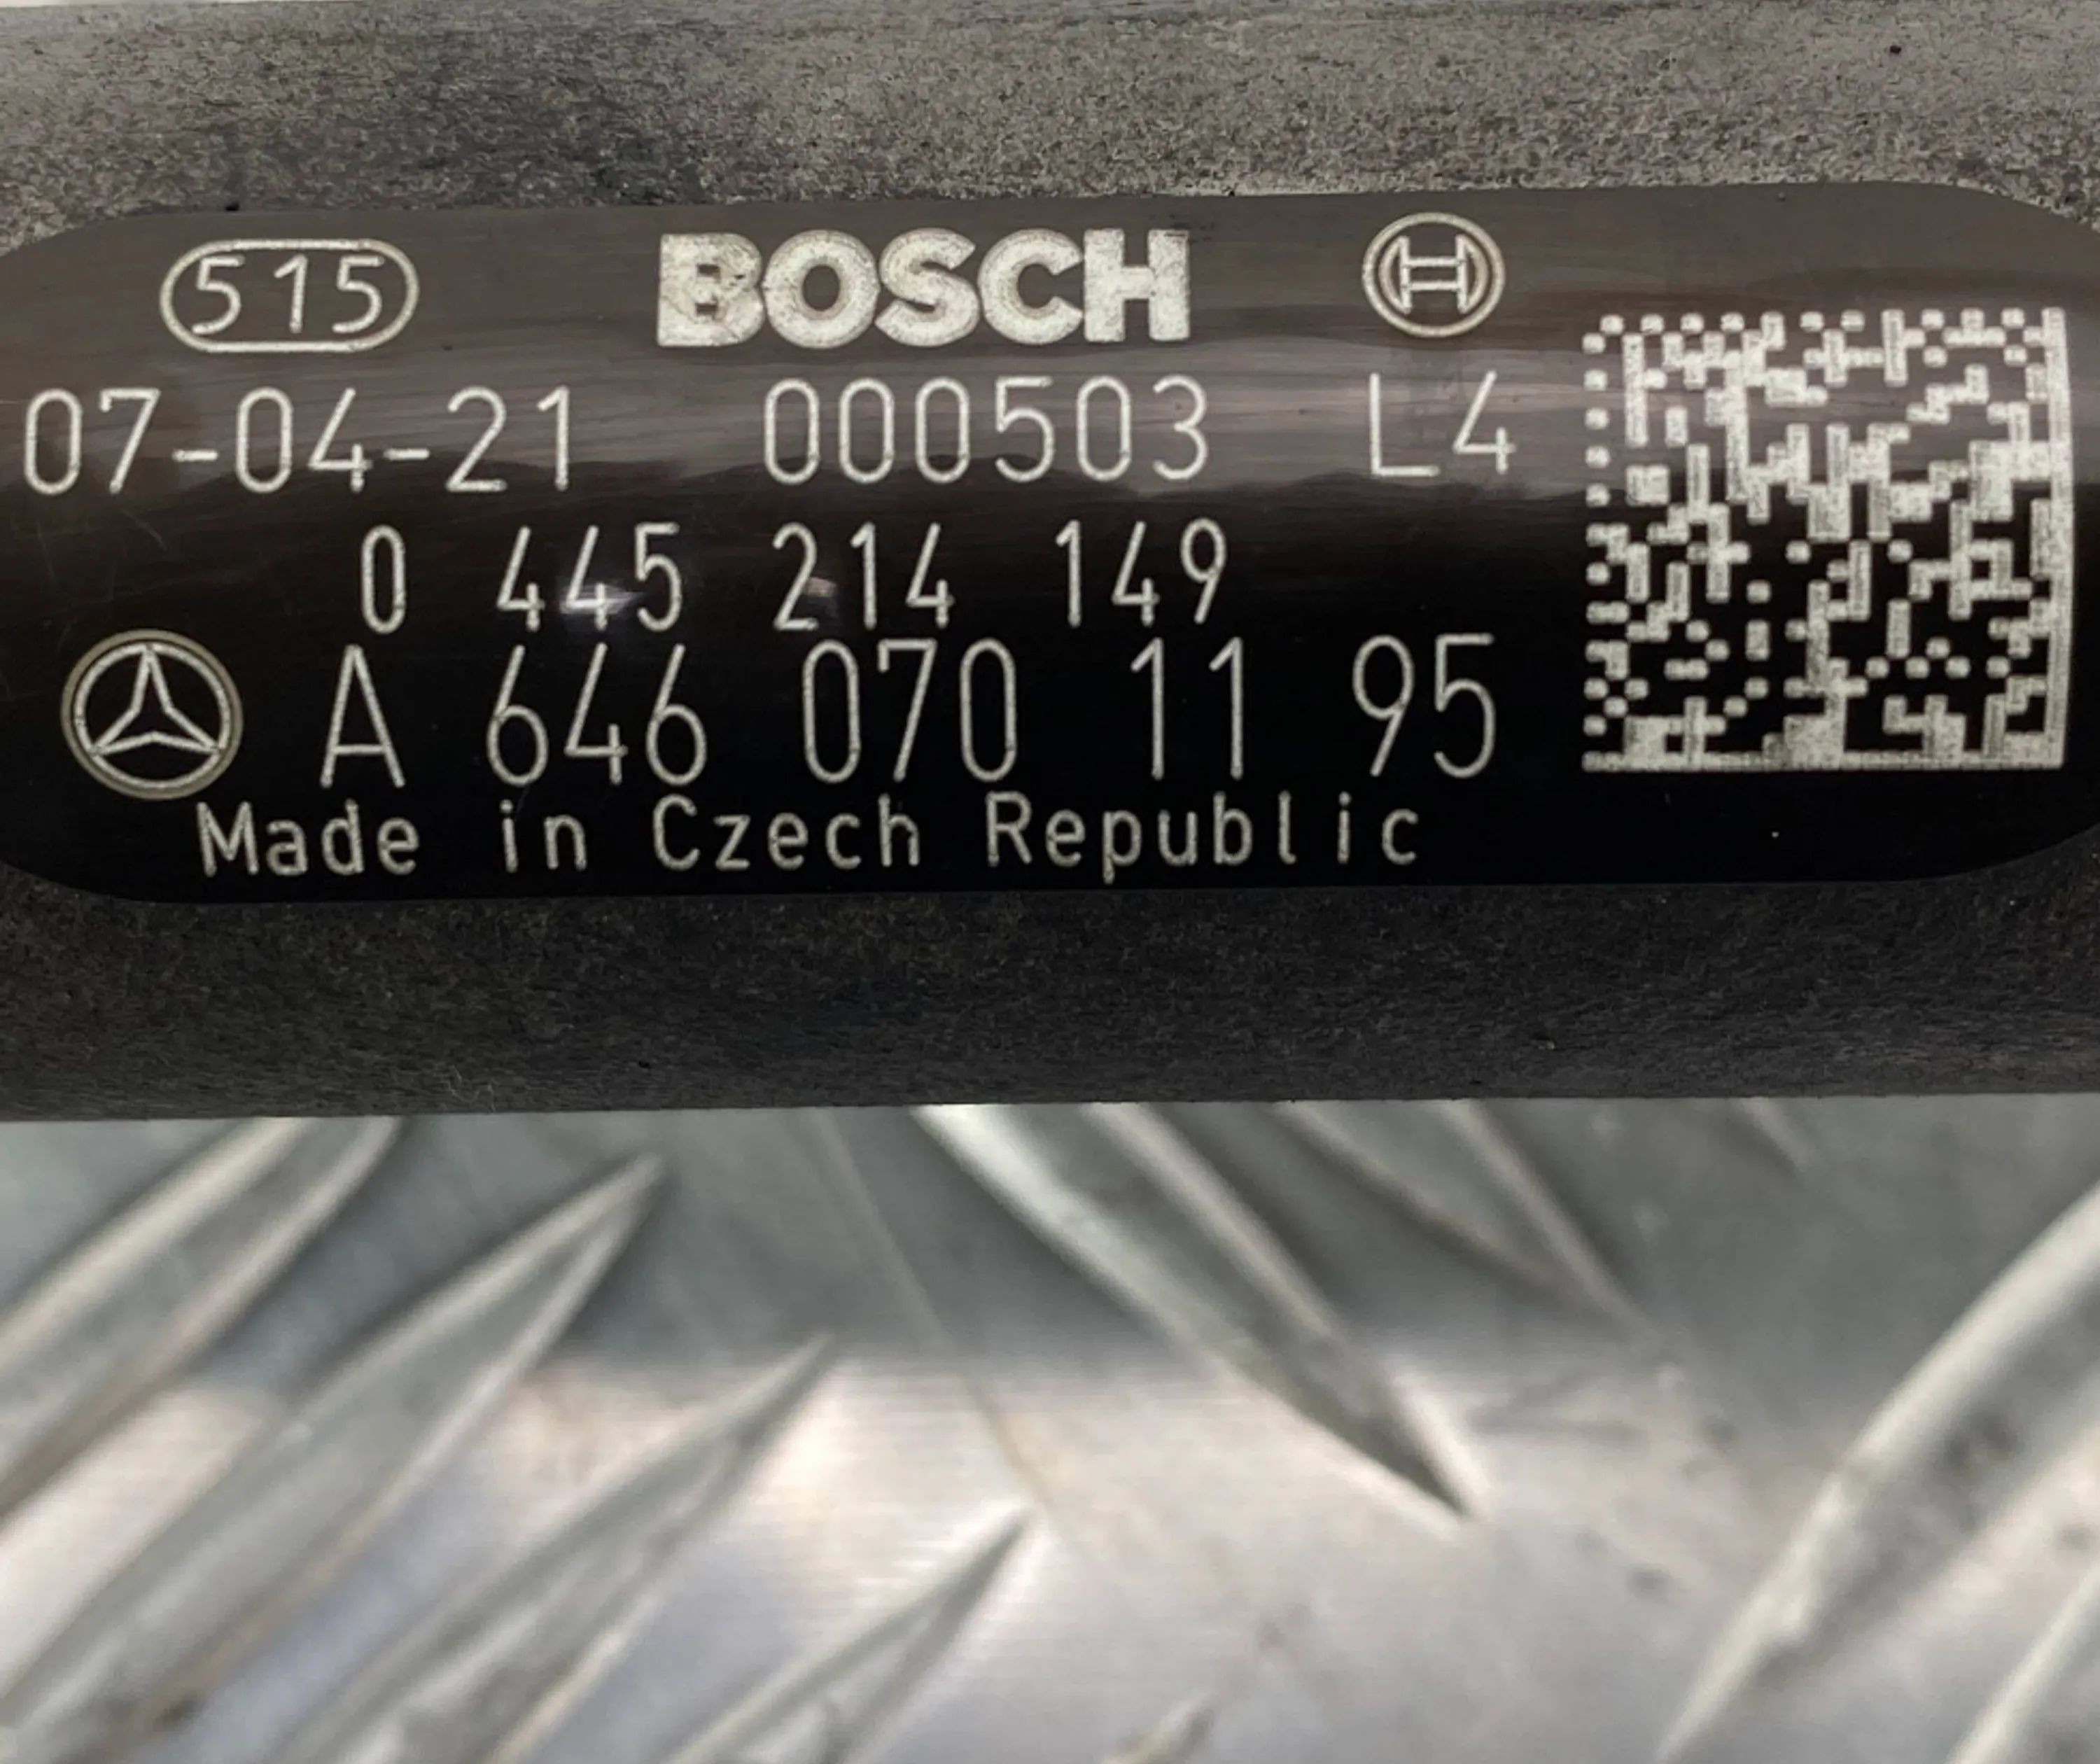 515 BOSCH
07-04-21 000503 L4
0 445 214 149
A 646 070 11 95
Made in Czech Republic